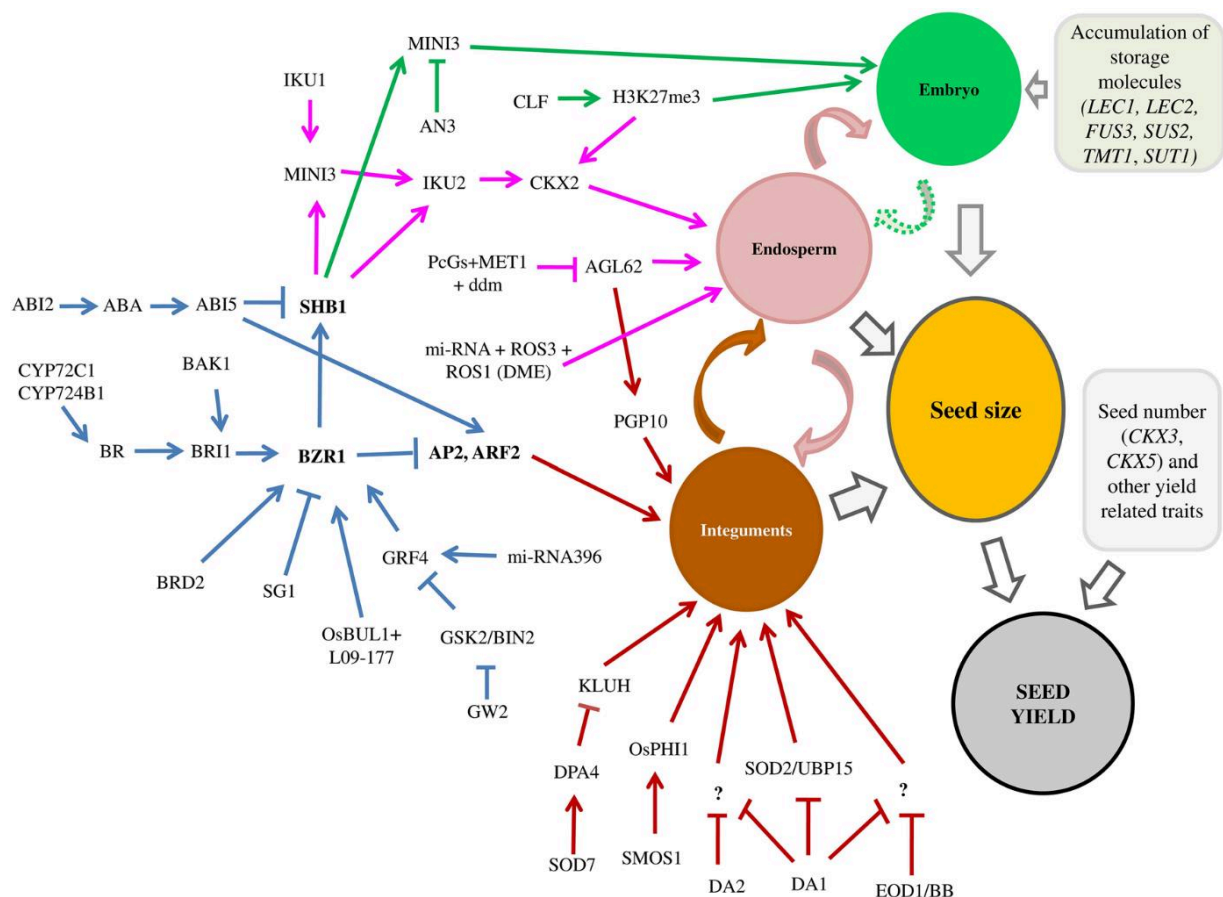 MINI3
IKU1
CLF
H3K27me3
AN3
MINI3
IKU2
CKX2
Embryo
Accumulation of
storage
molecules
(LEC1, LEC2,
FUS3, SUS2,
TMT1, SUT1)
Endosperm
PcGs+MET1
+ ddm
AGL62
ABI2
ABA
ABI5
SHB1
mi-RNA + ROS3 +
ROS1 (DME)
CYP72C1
CYP724B1
BAK1
PGP10
BR
BRI1
BZR1
AP2, ARF2
Seed size
Seed number
(CKX3,
CKX5) and
other yield
related traits
Integuments
BRD2
SG1
GRF4
mi-RNA396
OsBUL1+
L09-177
GSK2/BIN2
GW2
KLUH
SEED
YIELD
DPA4
OsPHI1
SOD2/UBP15
?
?
SOD7
SMOS1
DA2
DA1
EOD1/BB